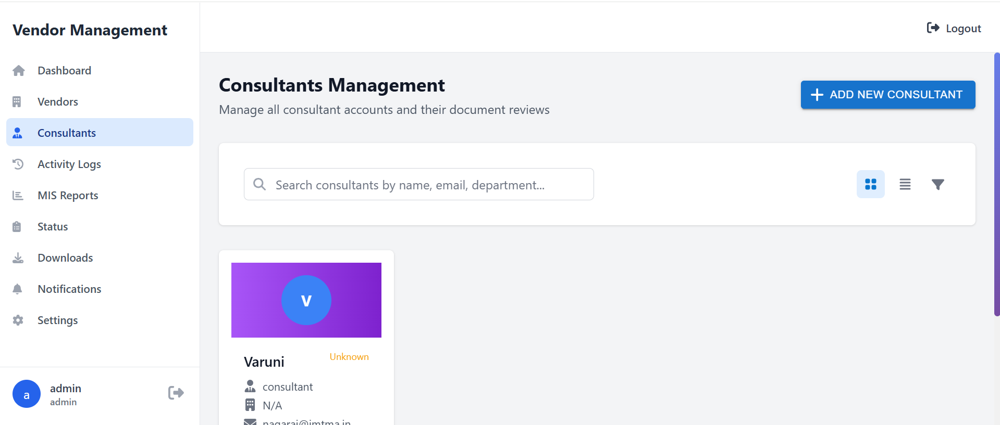 Vendor Management
Dashboard
Vendors
Consultants
Activity Logs
MIS Reports
Status
Downloads
Notifications
Settings
a
admin
admin
Logout
Consultants Management
Manage all consultant accounts and their document reviews
ADD NEW CONSULTANT
Search consultants by name, email, department...
V
Varuni
Unknown
consultant
N/A
nagaraj@imtma.in